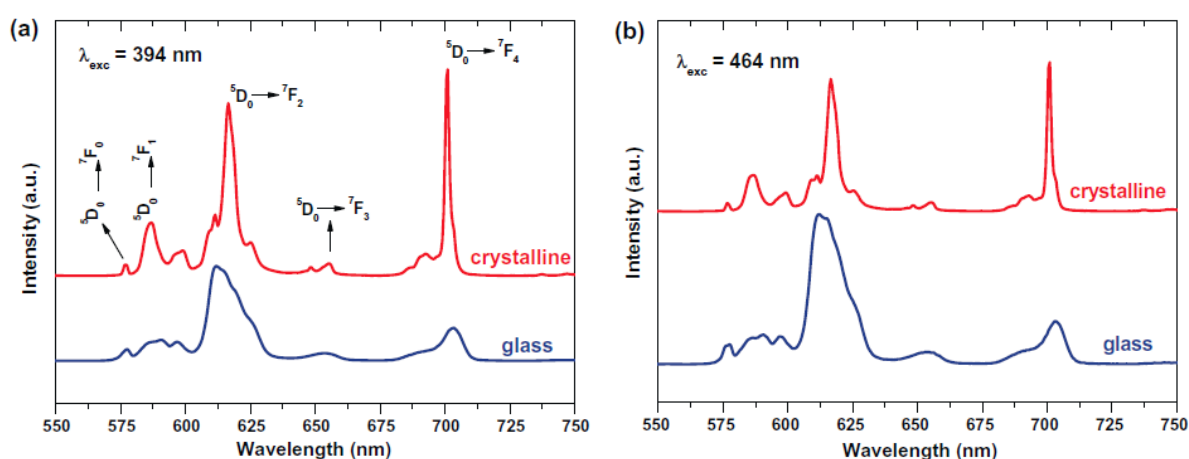 (a)
λexc = 394 nm
⁵D₀ → ⁷F₀
⁵D₀ → ⁷F₁
⁵D₀ → ⁷F₂
⁵D₀ → ⁷F₃
⁵D₀ → ⁷F₄
crystalline
glass
Intensity (a.u.)
550 575 600 625 650 675 700 725 750
Wavelength (nm)
(b)
λexc = 464 nm
crystalline
glass
Intensity (a.u.)
550 575 600 625 650 675 700 725 750
Wavelength (nm)